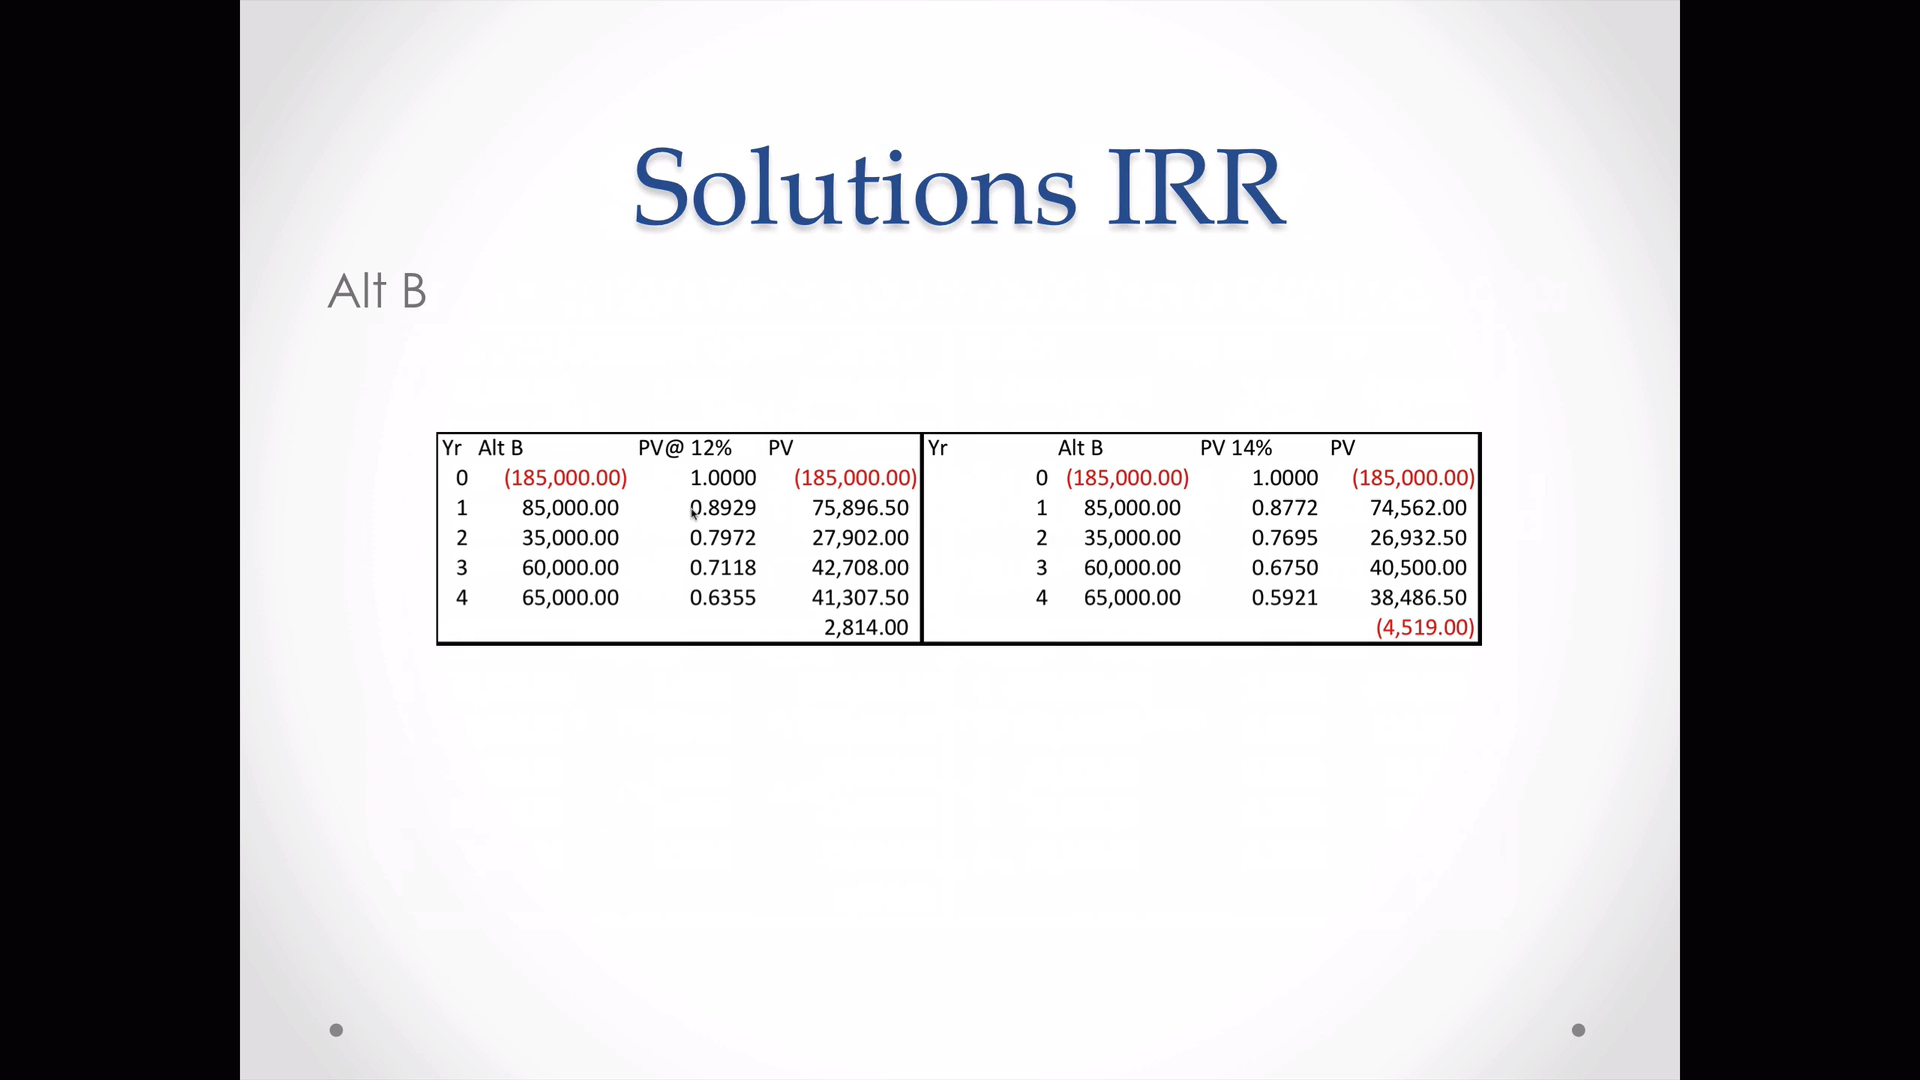 Solutions IRR
Alt B
Yr Alt B PV@ 12% PV Yr Alt B PV 14% PV
0 (185,000.00) 1.0000 (185,000.00) 0 (185,000.00) 1.0000 (185,000.00)
1 85,000.00 0.8929 75,896.50 1 85,000.00 0.8772 74,562.00
2 35,000.00 0.7972 27,902.00 2 35,000.00 0.7695 26,932.50
3 60,000.00 0.7118 42,708.00 3 60,000.00 0.6750 40,500.00
4 65,000.00 0.6355 41,307.50 4 65,000.00 0.5921 38,486.50
2,814.00 (4,519.00)